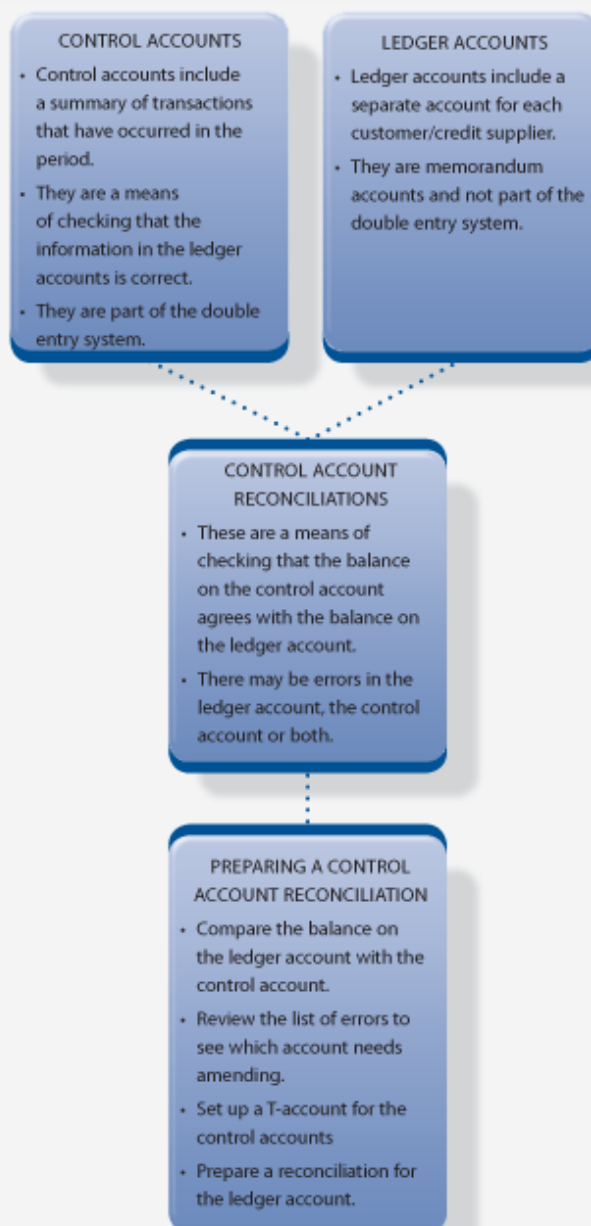 CONTROL ACCOUNTS
• Control accounts include
a summary of transactions
that have occurred in the
period.
• They are a means
of checking that the
information in the ledger
accounts is correct.
• They are part of the double
entry system.
LEDGER ACCOUNTS
• Ledger accounts include a
separate account for each
customer/credit supplier.
• They are memorandum
accounts and not part of the
double entry system.
CONTROL ACCOUNT
RECONCILIATIONS
• These are a means of
checking that the balance
on the control account
agrees with the balance on
the ledger account.
• There may be errors in the
ledger account, the control
account or both.
PREPARING A CONTROL
ACCOUNT RECONCILIATION
• Compare the balance on
the ledger account with the
control account.
• Review the list of errors to
see which account needs
amending.
• Set up a T-account for the
control accounts
• Prepare a reconciliation for
the ledger account.